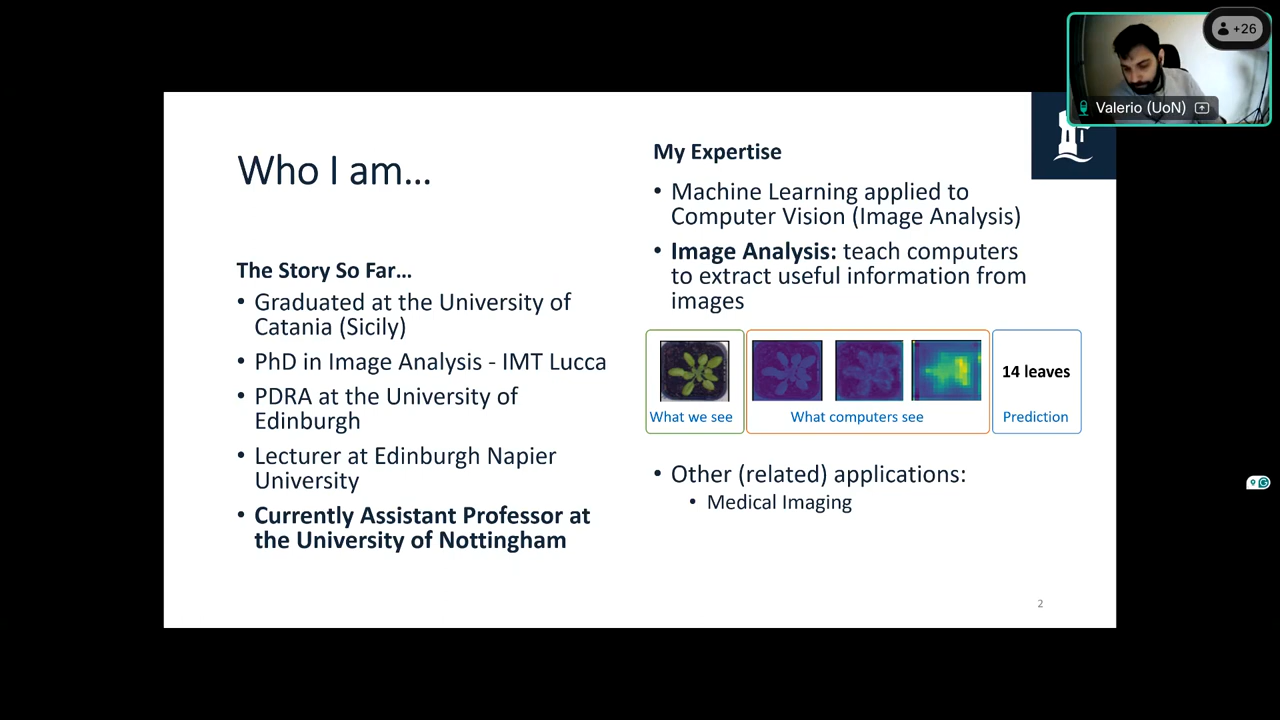 +26
Valerio (UoN)
Who I am…
The Story So Far…
• Graduated at the University of
Catania (Sicily)
• PhD in Image Analysis - IMT Lucca
• PDRA at the University of
Edinburgh
• Lecturer at Edinburgh Napier
University
• Currently Assistant Professor at
the University of Nottingham
My Expertise
• Machine Learning applied to
Computer Vision (Image Analysis)
• Image Analysis: teach computers
to extract useful information from
images
What we see
What computers see
14 leaves
Prediction
• Other (related) applications:
• Medical Imaging
2